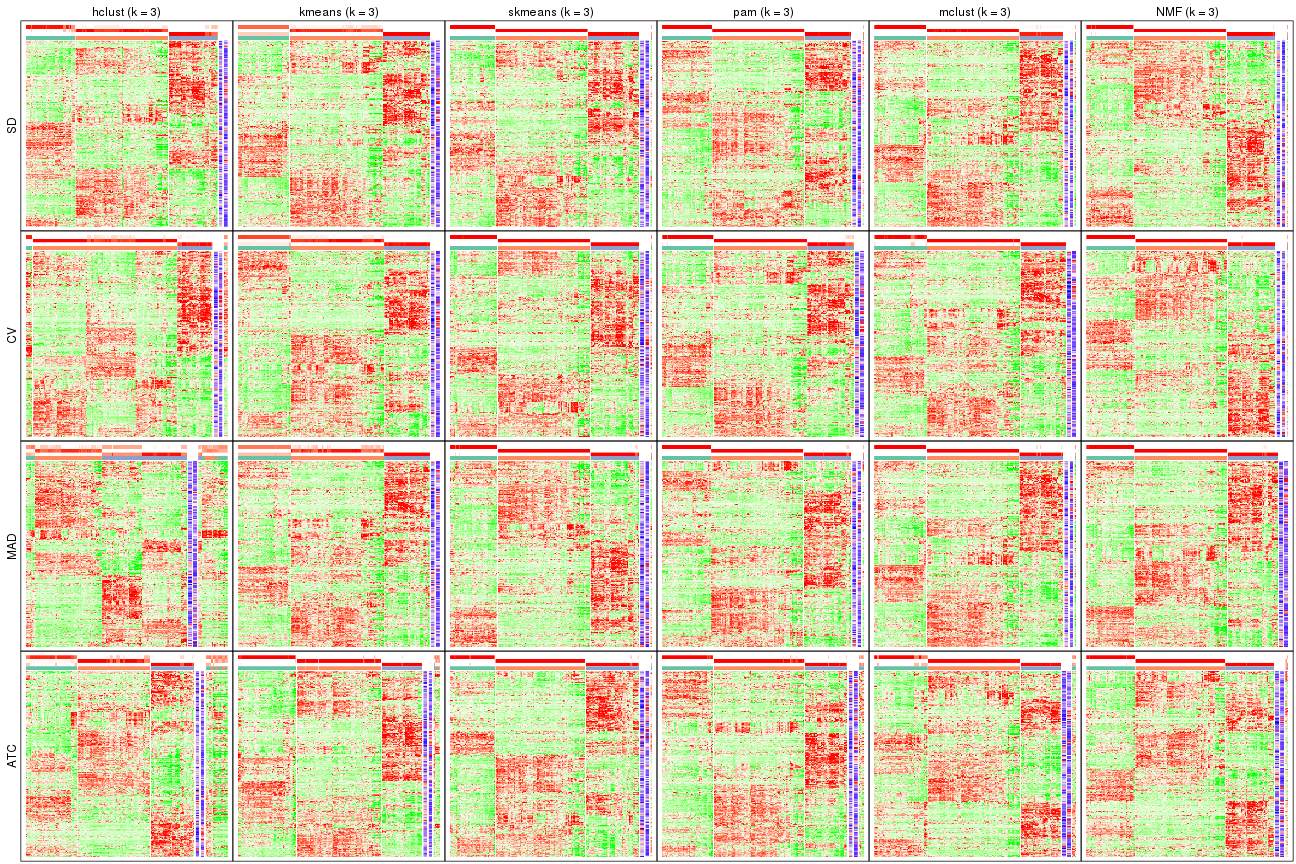 hclust (k = 3) kmeans (k = 3) skmeans (k = 3) pam (k = 3) mclust (k = 3) NMF (k = 3)
SD
CV
MAD
ATC